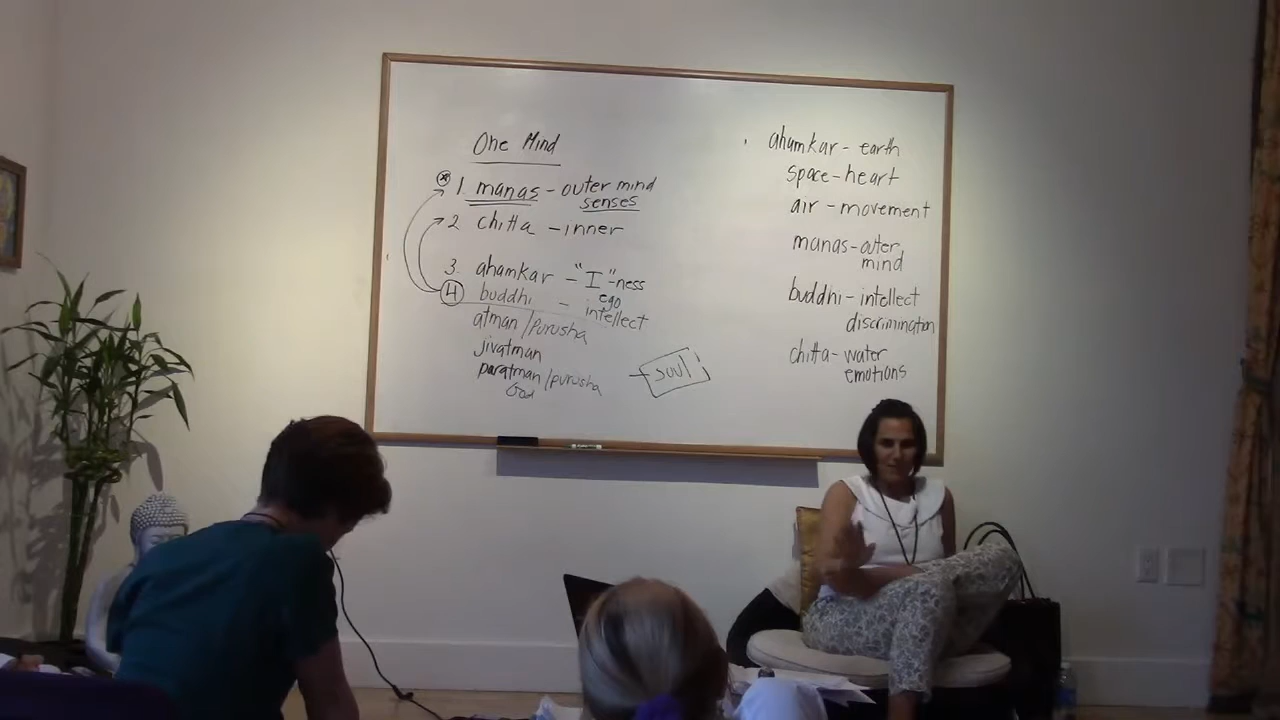 One Mind
1. manas - outer mind
senses
2 chitta - inner
3. ahamkar - "I"-ness
ego
4 buddhi - intellect
atman/purusha
jivatman
paratman/purusha
God
soul
ahamkar - earth
space - heart
air - movement
manas - outer
mind
buddhi - intellect
discrimination
chitta - water
emotions